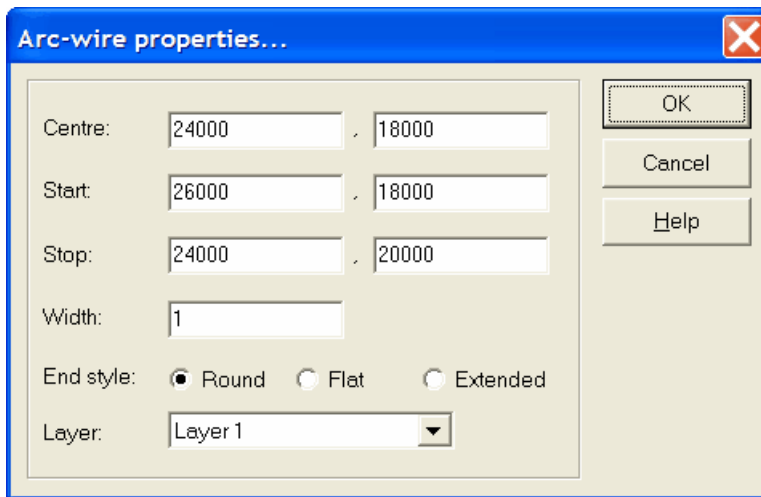 Arc-wire properties...
Centre: 24000 , 18000
OK
Start: 26000 , 18000
Cancel
Stop: 24000 , 20000
Help
Width: 1
End style: Round Flat Extended
Layer: Layer 1